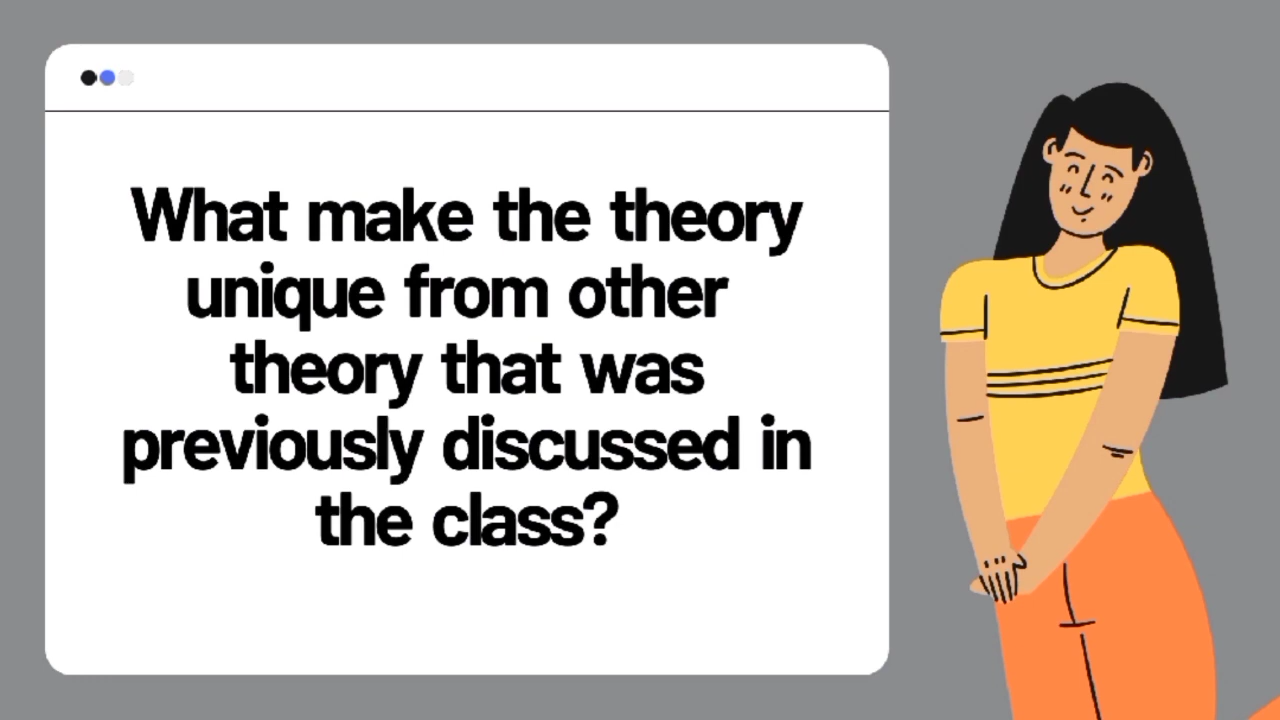 What make the theory
unique from other
theory that was
previously discussed in
the class?